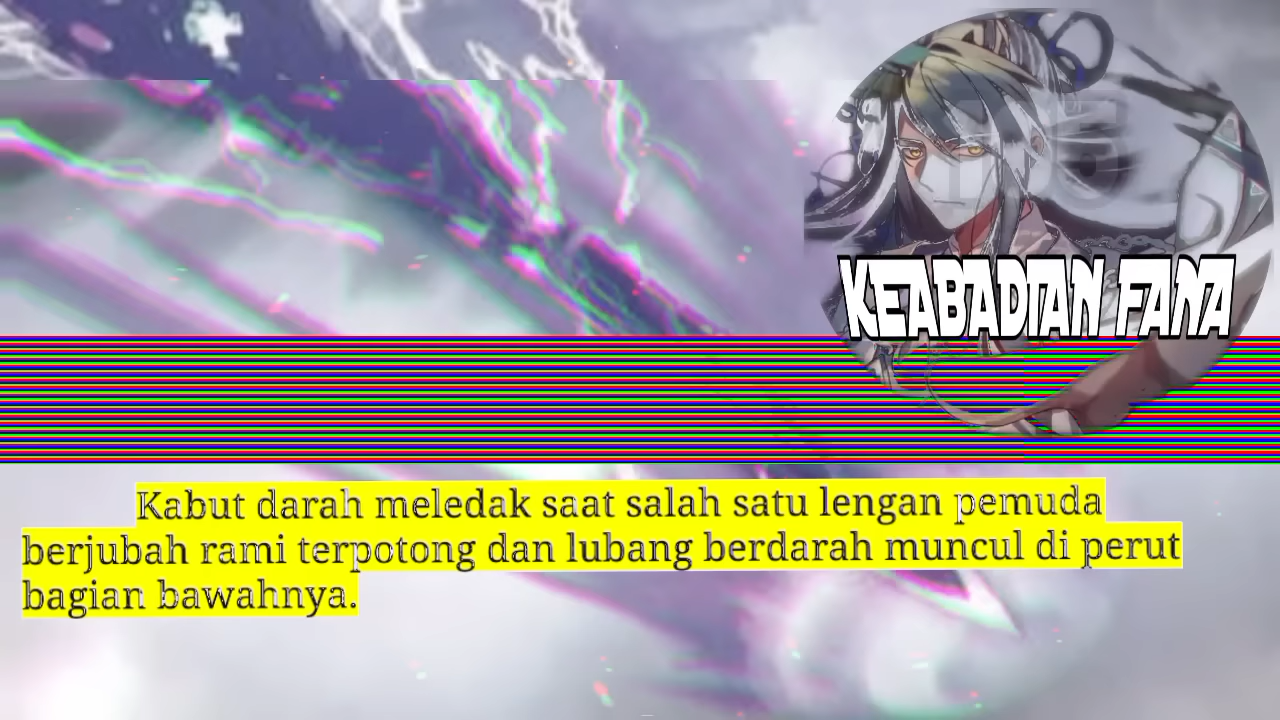 KEABADIAN FANA
Kabut darah meledak saat salah satu lengan pemuda
berjubah rami terpotong dan lubang berdarah muncul di perut
bagian bawahnya.